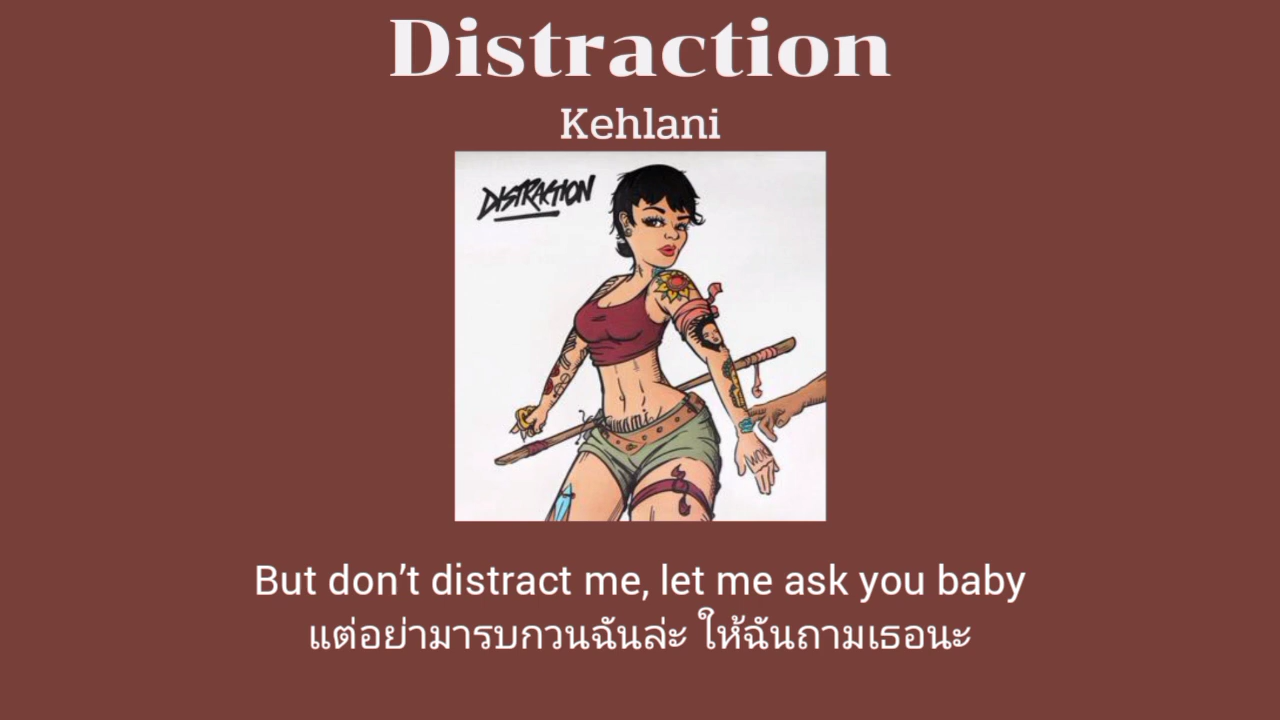 Distraction
Kehlani
DISTRACTION
But don’t distract me, let me ask you baby
แต่อย่ามารบกวนฉันล่ะ ให้ฉันถามเธอนะ